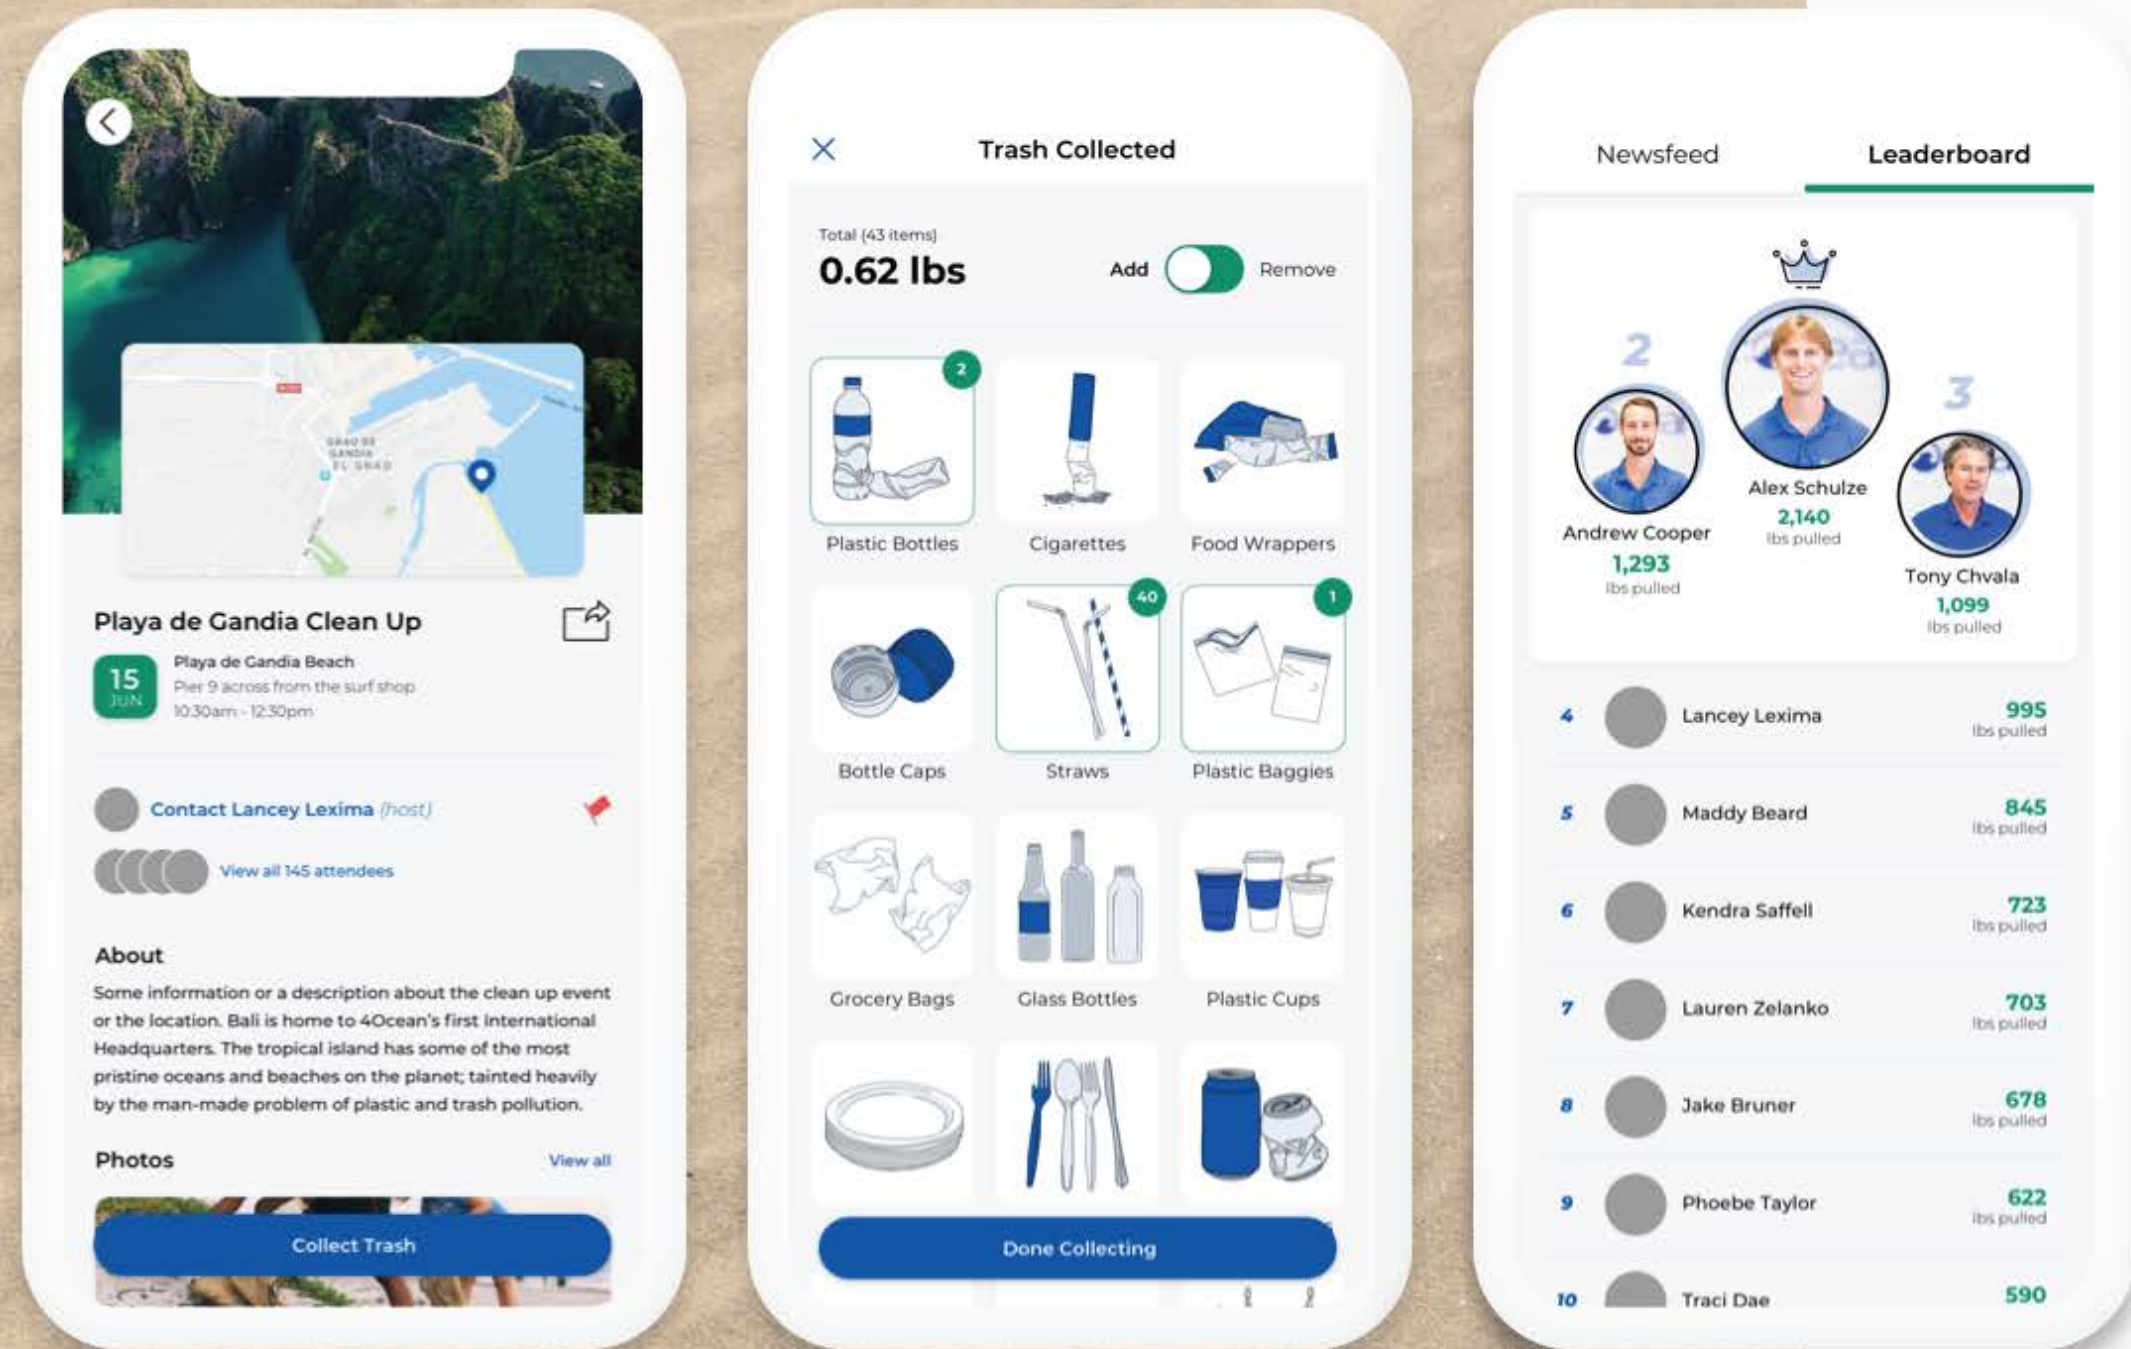 GRAO DE
GANDIA
EL GRAO
Playa de Gandia Clean Up
15
JUN
Playa de Gandia Beach
Pier 9 across from the surf shop
10:30am - 12:30pm
Contact Lancey Lexima (host)
View all 145 attendees
About
Some information or a description about the clean up event
or the location. Bali is home to 4Ocean's first International
Headquarters. The tropical island has some of the most
pristine oceans and beaches on the planet; tainted heavily
by the man-made problem of plastic and trash pollution.
Photos
View all
Collect Trash
Trash Collected
Total (43 items)
0.62 lbs
Add
Remove
2
Plastic Bottles
Cigarettes
Food Wrappers
40
1
Bottle Caps
Straws
Plastic Baggies
Grocery Bags
Glass Bottles
Plastic Cups
Done Collecting
Newsfeed
Leaderboard
2
3
Alex Schulze
2,140
lbs pulled
Andrew Cooper
1,293
lbs pulled
Tony Chvala
1,099
lbs pulled
4 Lancey Lexima 995
lbs pulled
5 Maddy Beard 845
lbs pulled
6 Kendra Saffell 723
lbs pulled
7 Lauren Zelanko 703
lbs pulled
8 Jake Bruner 678
lbs pulled
9 Phoebe Taylor 622
lbs pulled
10 Traci Dae 590